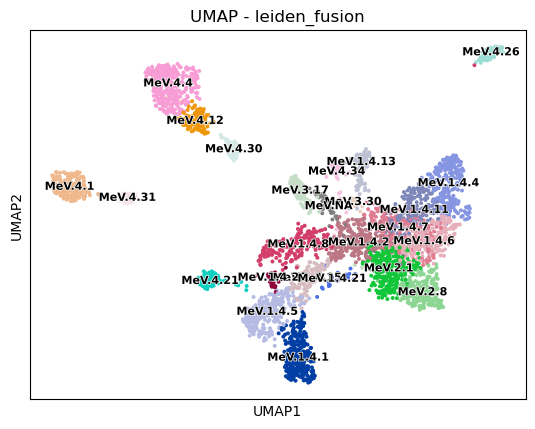 UMAP - leiden_fusion
MeV.4.26
MeV.4.4
MeV.4.12
MeV.4.30
MeV.1.4.13
MeV.4.34
MeV.4.1
MeV.1.4.4
MeV.3.17
MeV.4.31
MeV.3.30
MeV.NA
MeV.1.4.11
MeV.1.4.7
MeV.1.4.8
MeV.1.4.2
MeV.1.4.6
MeV.2.1
MeV.4.21
MeV.1.4.21
MeV.2.8
MeV.1.4.5
MeV.1.4.1
UMAP1
UMAP2